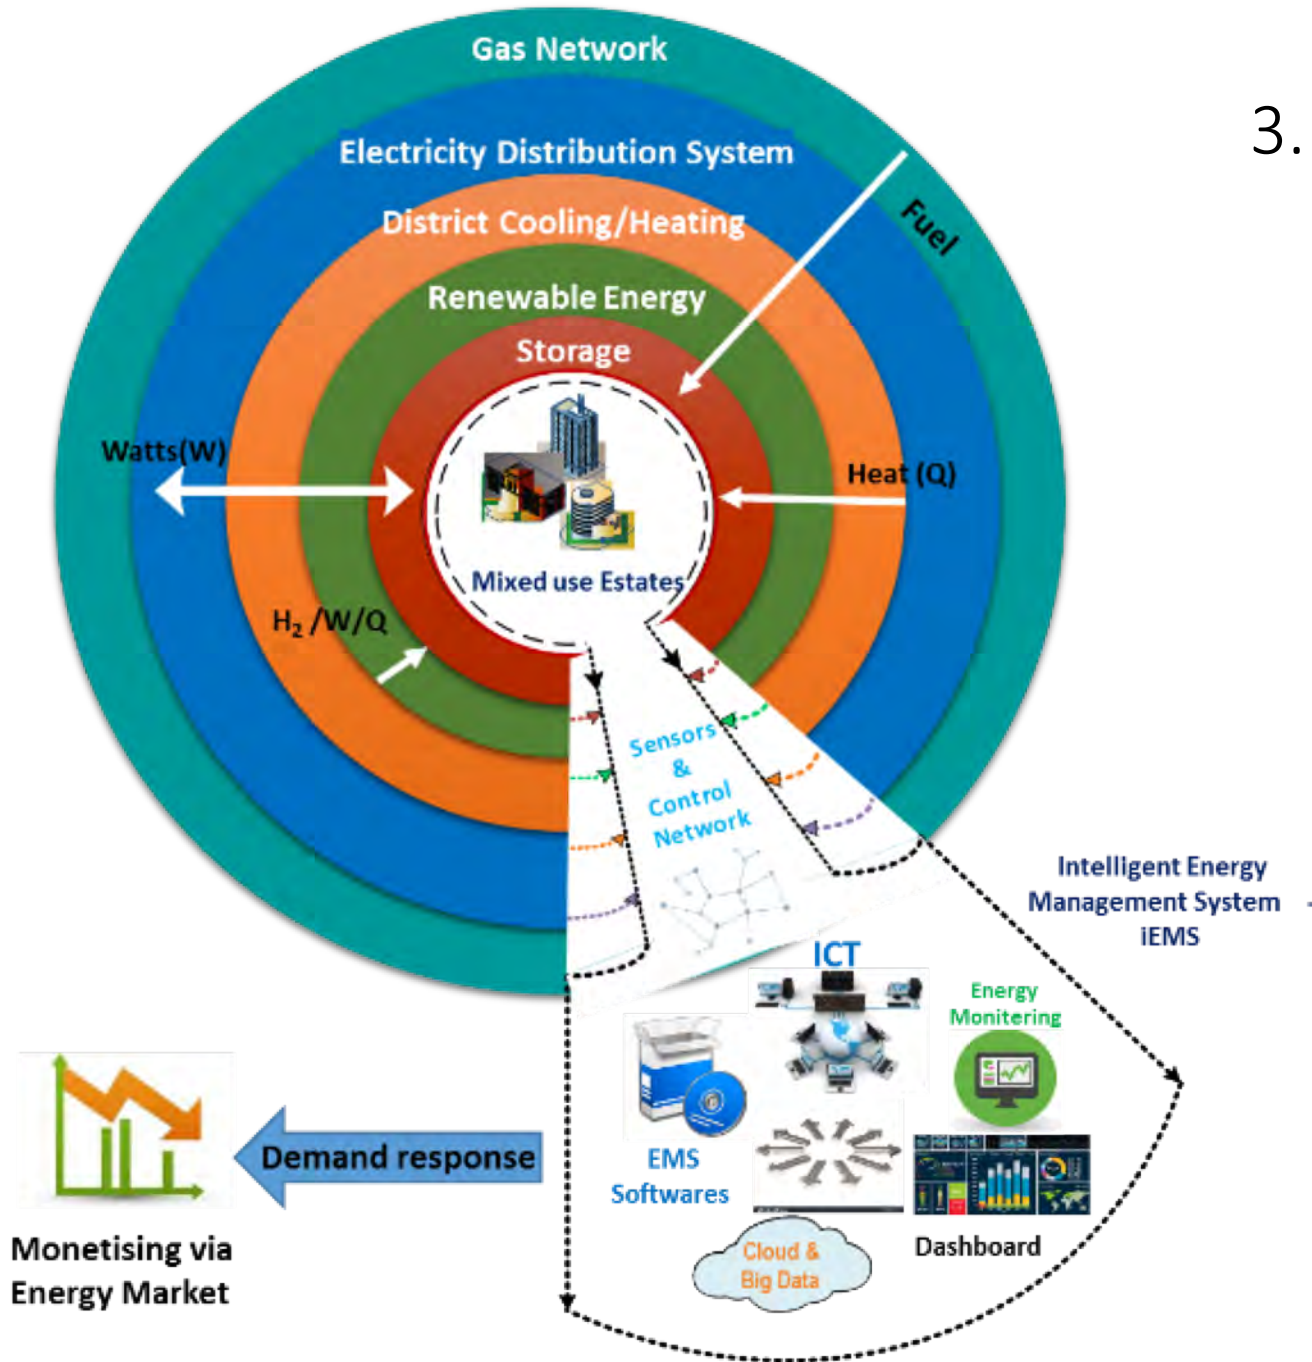 Gas Network
3.
Electricity Distribution System
District Cooling/Heating
Fuel
Renewable Energy
Storage
Watts(W)
Heat (Q)
Mixed use Estates
H₂ /W/Q
Sensors
&
Control
Network
Intelligent Energy
Management System
iEMS
ICT
Energy
Monitering
Demand response
EMS
Softwares
Monetising via
Energy Market
Dashboard
Cloud &
Big Data